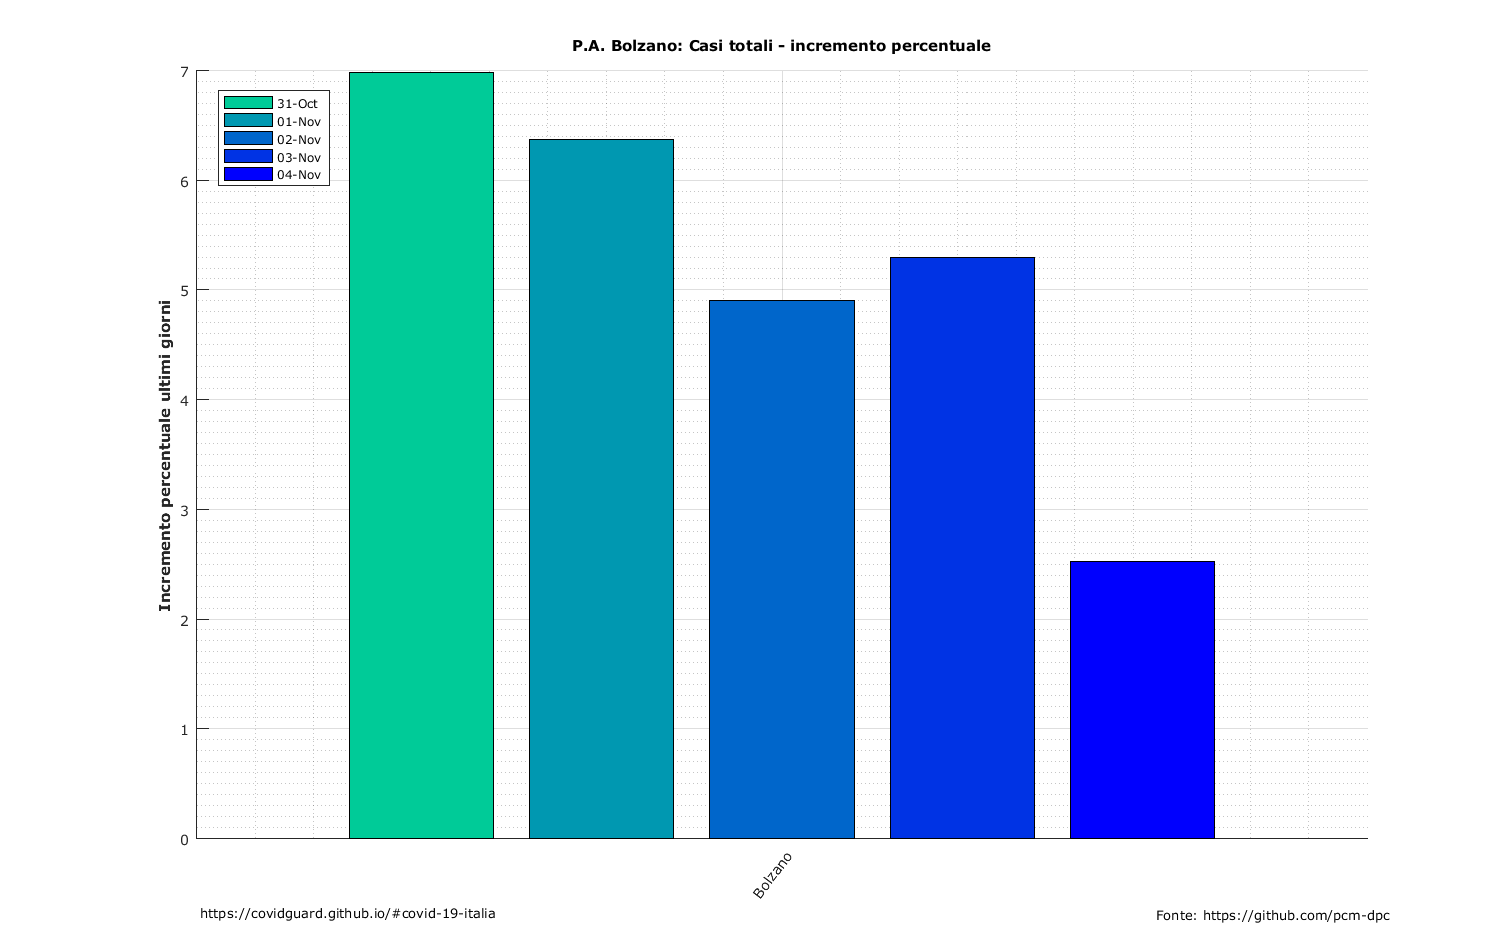 P.A. Bolzano: Casi totali - incremento percentuale
Incremento percentuale ultimi giorni
7
6
5
4
3
2
1
0
31-Oct
01-Nov
02-Nov
03-Nov
04-Nov
Bolzano
https://covidguard.github.io/#covid-19-italia
Fonte: https://github.com/pcm-dpc